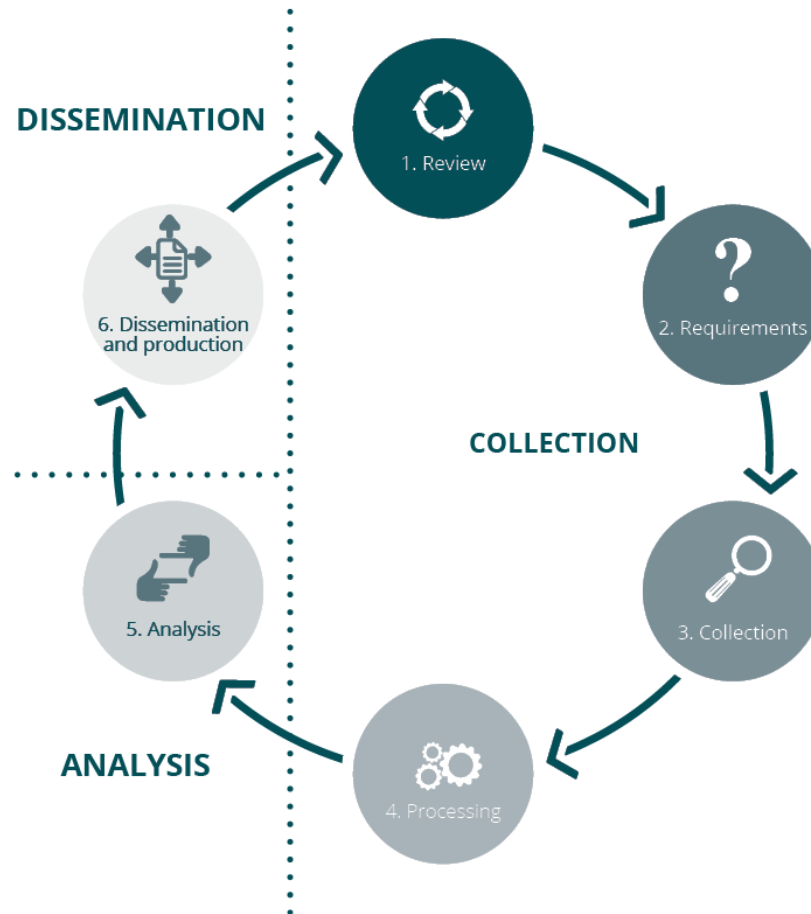 DISSEMINATION
1. Review
?
2. Requirements
6. Dissemination
and production
COLLECTION
3. Collection
5. Analysis
ANALYSIS
4. Processing